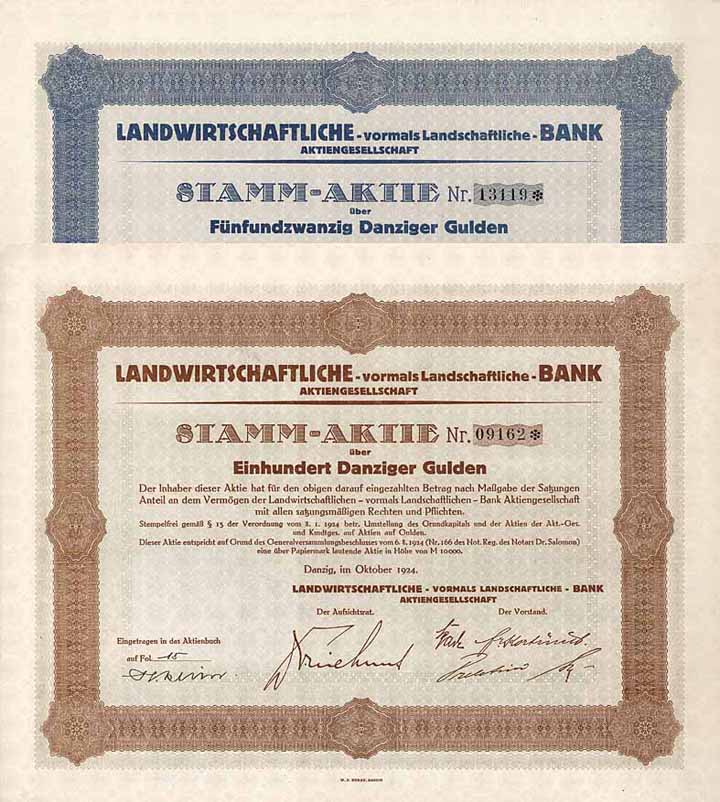 LANDWIRTSCHAFTLICHE - vormals Landschaftliche - BANK
AKTIENGESELLSCHAFT
STAMM-AKTIE Nr. 13119*
über
Fünfundzwanzig Danziger Gulden
LANDWIRTSCHAFTLICHE - vormals Landschaftliche - BANK
AKTIENGESELLSCHAFT
STAMM-AKTIE Nr. 09162*
über
Einhundert Danziger Gulden
Der Inhaber dieser Aktie hat für den obigen darauf eingezahlten Betrag nach Maßgabe der Satzungen
Anteil an dem Vermögen der Landwirtschaftlichen - vormals Landschaftlichen - Bank Aktiengesellschaft
mit allen satzungsmäßigen Rechten und Pflichten.
Stempelfrei gemäß § 15 der Verordnung vom 8. 1. 1924 betr. Umstellung des Grundkapitals und der Aktien der Akt.-Ges.
und Kmdtges. auf Aktien auf Gulden.
Dieser Aktie entspricht auf Grund des Generalversammlungsbeschlusses vom 6. 8. 1924 (Nr. 166 des Not. Reg. des Notars Dr. Salomon)
eine über Papiermark lautende Aktie in Höhe von M 10000.
Danzig, im Oktober 1924.
LANDWIRTSCHAFTLICHE - VORMALS LANDSCHAFTLICHE - BANK
AKTIENGESELLSCHAFT
Der Aufsichtsrat. Der Vorstand.
Eingetragen in das Aktienbuch
auf Fol. 15